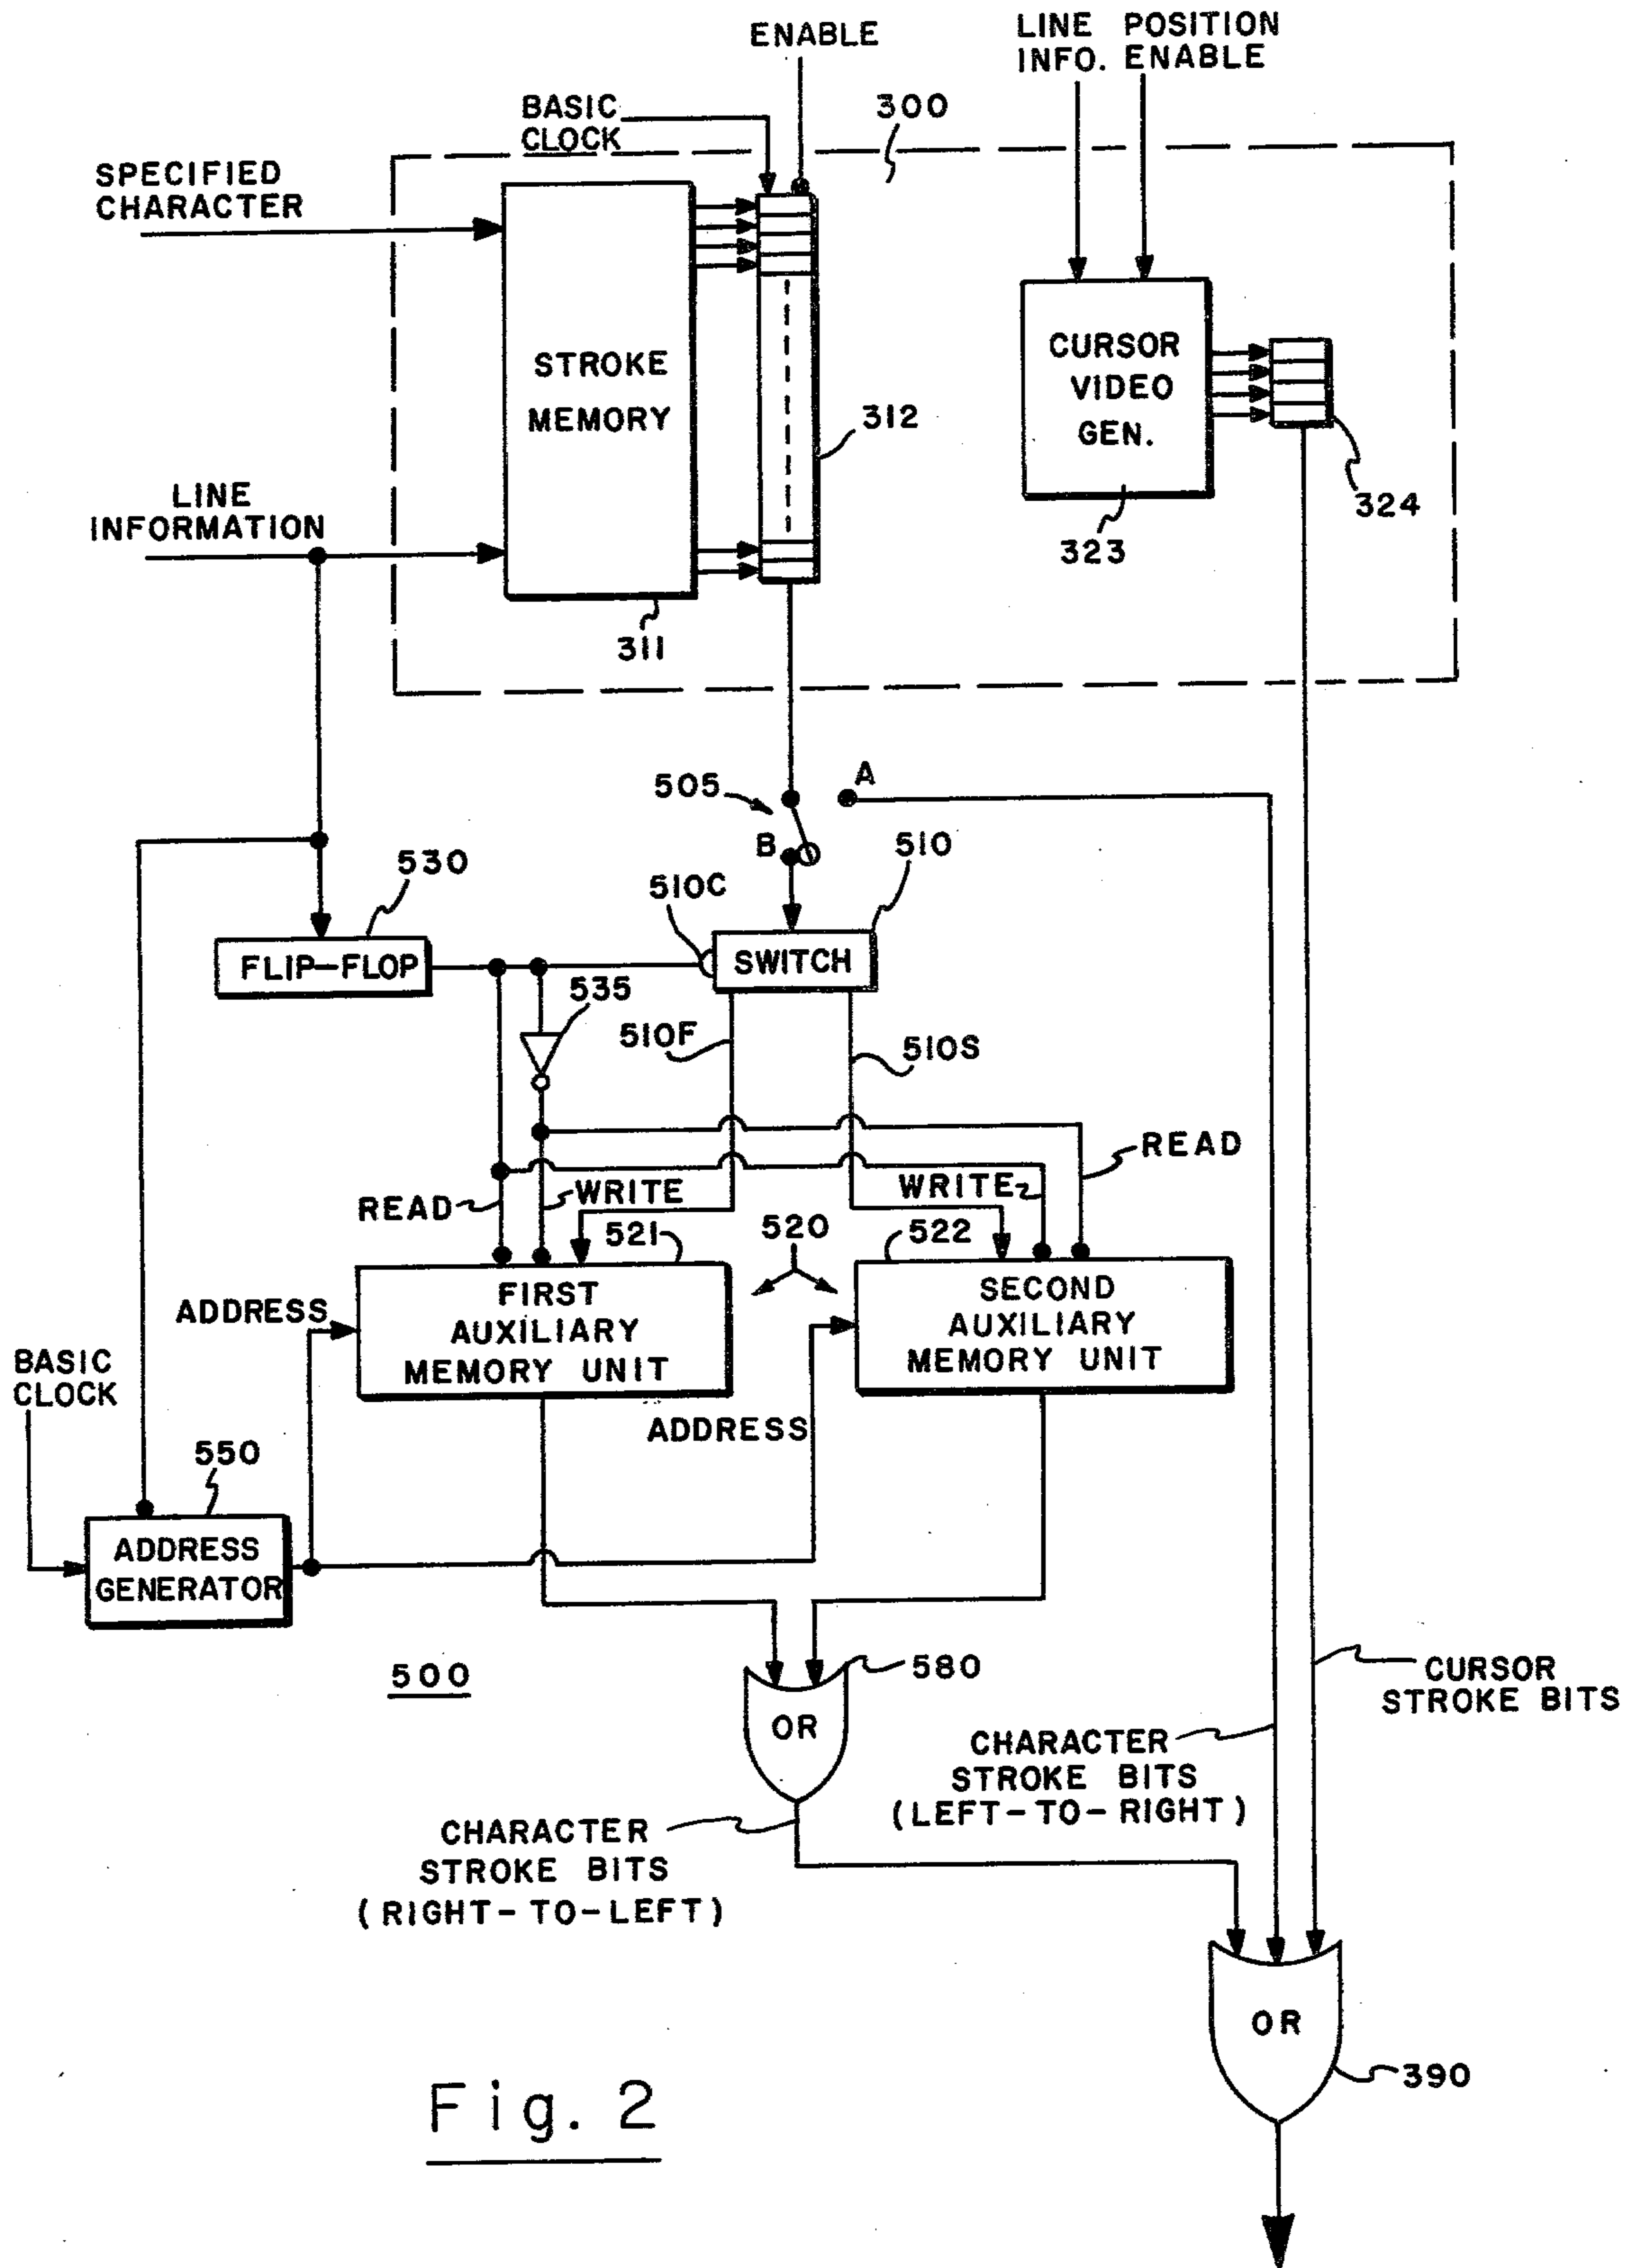 ENABLE
LINE POSITION
INFO. ENABLE
BASIC
CLOCK
300
SPECIFIED
CHARACTER
STROKE
MEMORY
CURSOR
VIDEO
GEN.
312
324
LINE
INFORMATION
323
311
A
505
B
510
530
510C
FLIP-FLOP
SWITCH
535
510F
510S
READ
READ
WRITE
WRITE
521
520
522
FIRST
AUXILIARY
MEMORY UNIT
SECOND
AUXILIARY
MEMORY UNIT
ADDRESS
BASIC
CLOCK
ADDRESS
550
ADDRESS
GENERATOR
500
580
OR
CURSOR
STROKE BITS
CHARACTER
STROKE BITS
(LEFT-TO-RIGHT)
CHARACTER
STROKE BITS
(RIGHT-TO-LEFT)
OR
390
Fig. 2